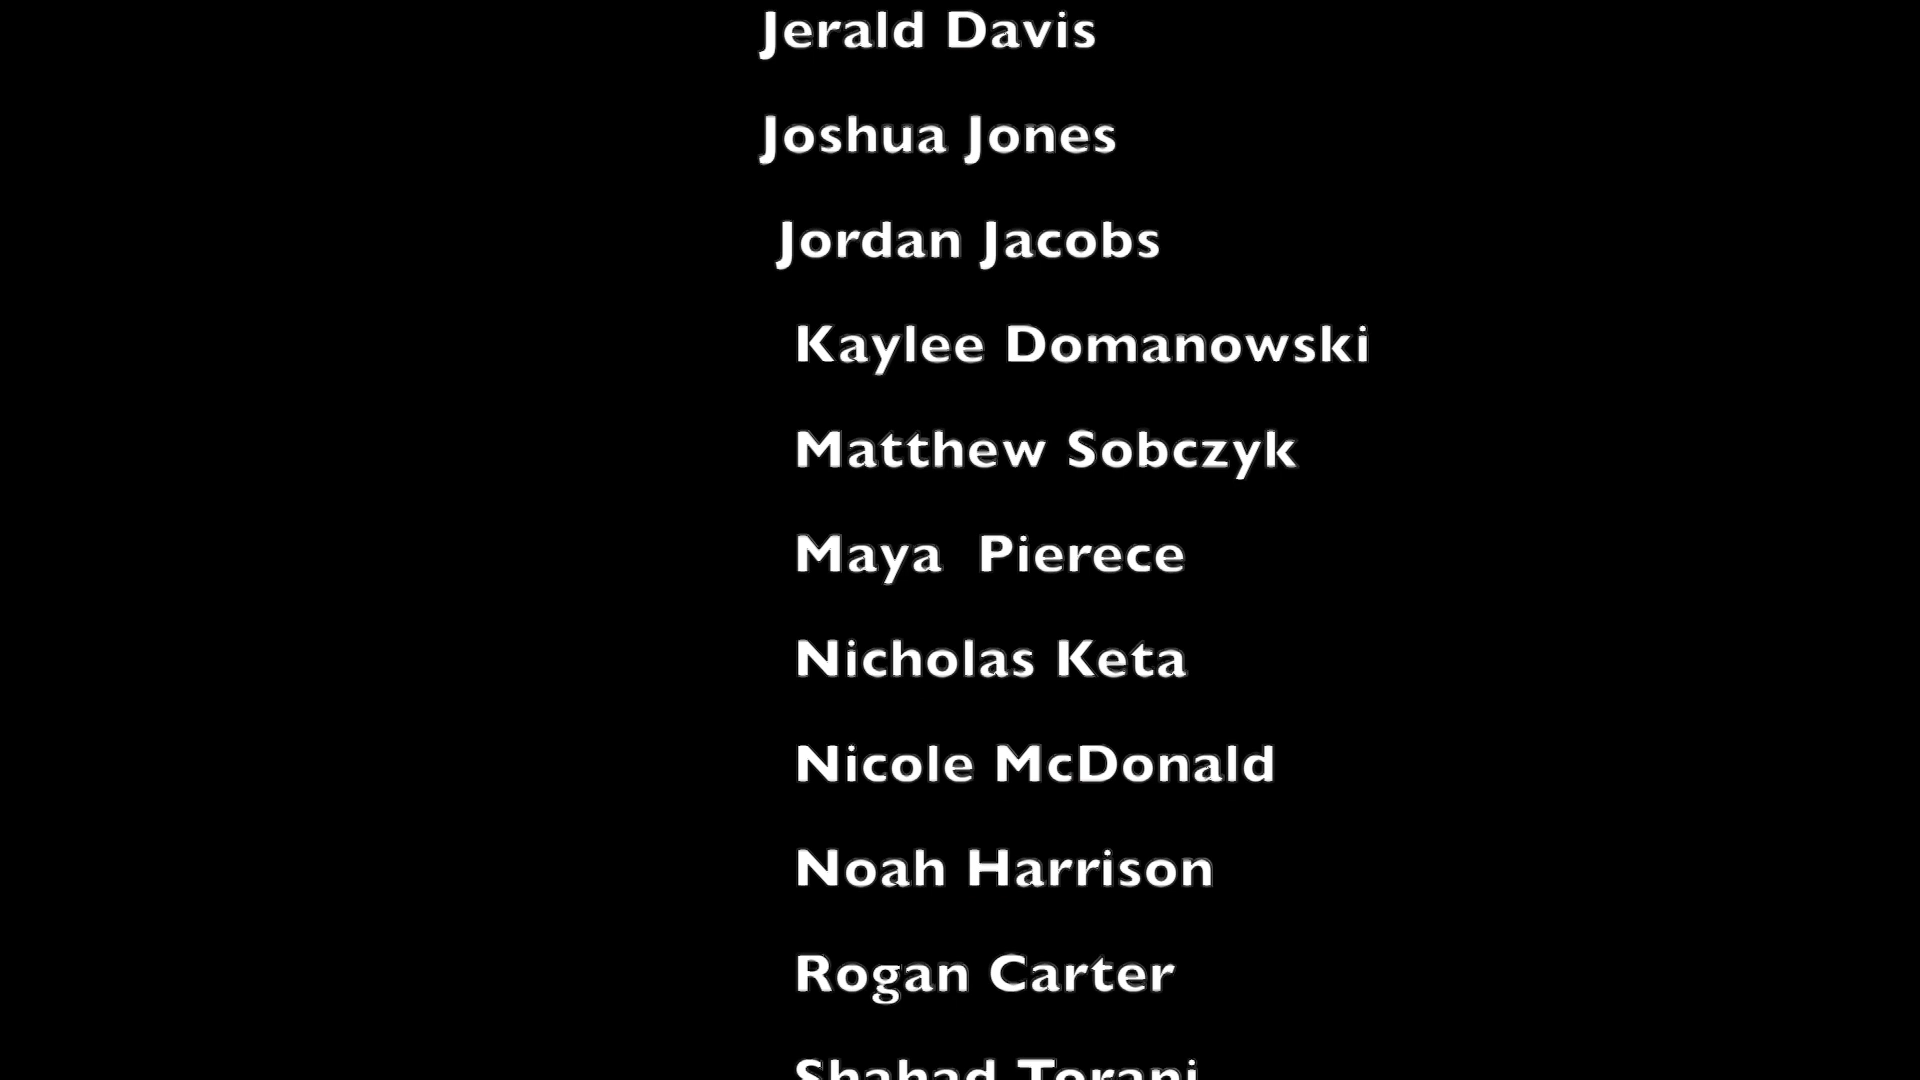 Jerald Davis
Joshua Jones
Jordan Jacobs
Kaylee Domanowski
Matthew Sobczyk
Maya  Pierece
Nicholas Keta
Nicole McDonald
Noah Harrison
Rogan Carter
Shahad